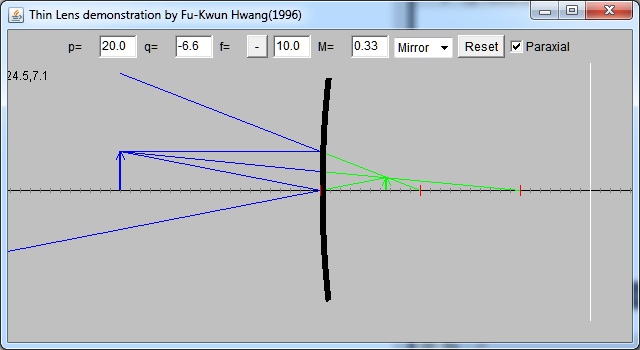 Thin Lens demonstration by Fu-Kwun Hwang(1996)
p= 20.0 q= -6.6 f= - 10.0 M= 0.33 Mirror Reset Paraxial
24.5,7.1